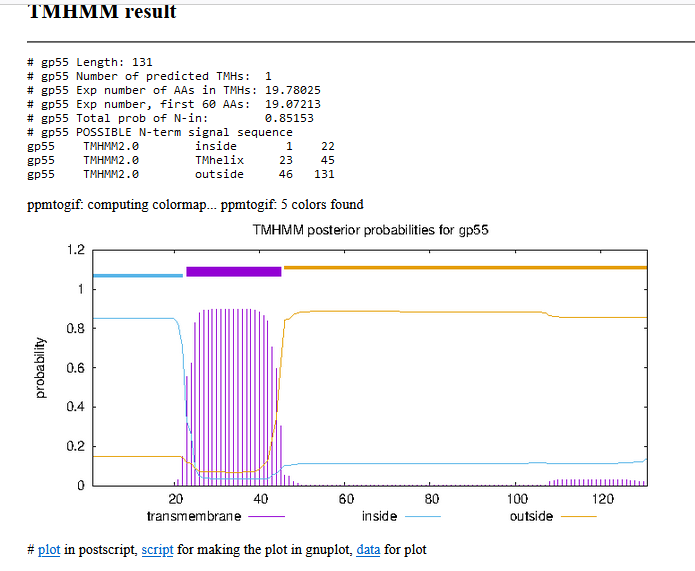 TMHMM result
# gp55 Length: 131
# gp55 Number of predicted TMHs:  1
# gp55 Exp number of AAs in TMHs: 19.78025
# gp55 Exp number, first 60 AAs:  19.07213
# gp55 Total prob of N-in:        0.85153
# gp55 POSSIBLE N-term signal sequence
gp55    TMHMM2.0        inside       1    22
gp55    TMHMM2.0        TMhelix     23    45
gp55    TMHMM2.0        outside     46   131
ppmtogif: computing colormap... ppmtogif: 5 colors found
TMHMM posterior probabilities for gp55
1.2
1
0.8
0.6
0.4
0.2
0
probability
20 40 60 80 100 120
transmembrane inside outside
# plot in postscript, script for making the plot in gnuplot, data for plot